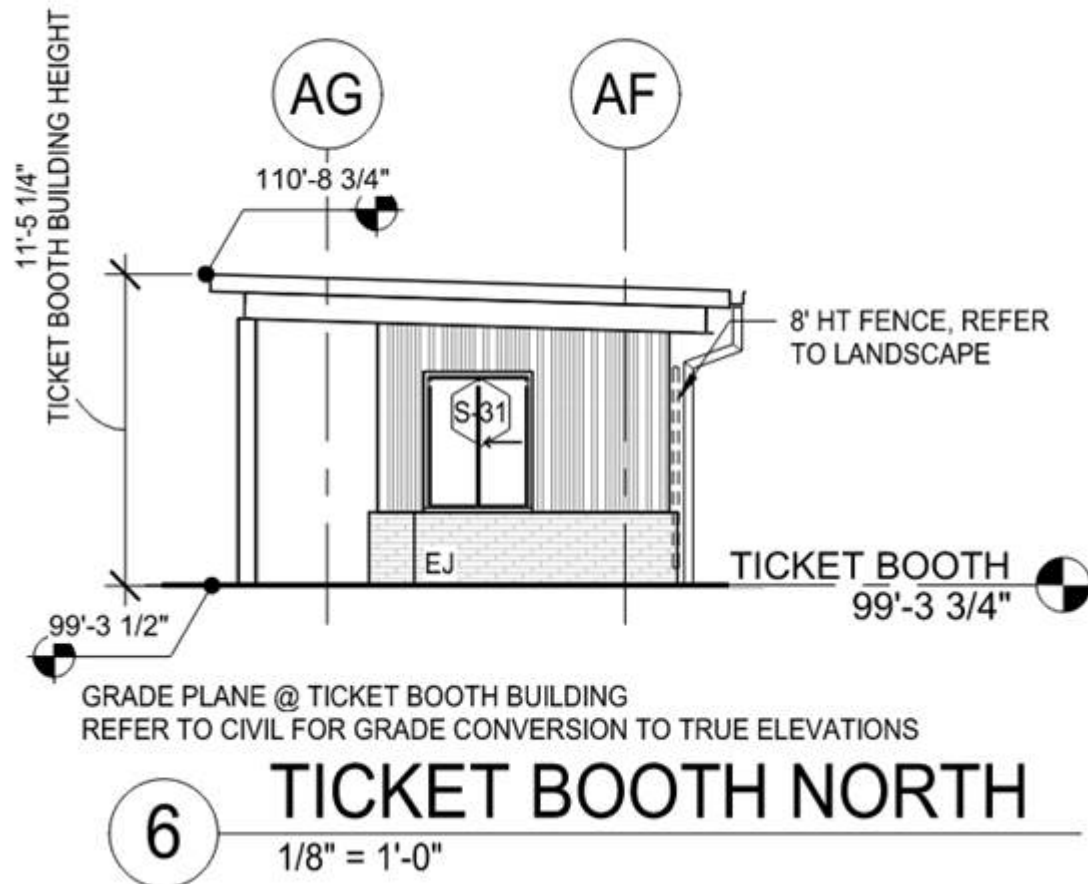 AG
AF
11'-5 1/4"
TICKET BOOTH BUILDING HEIGHT
110'-8 3/4"
8' HT FENCE, REFER
TO LANDSCAPE
S-31
EJ
TICKET BOOTH
99'-3 3/4"
99'-3 1/2"
GRADE PLANE @ TICKET BOOTH BUILDING
REFER TO CIVIL FOR GRADE CONVERSION TO TRUE ELEVATIONS
6
TICKET BOOTH NORTH
1/8" = 1'-0"